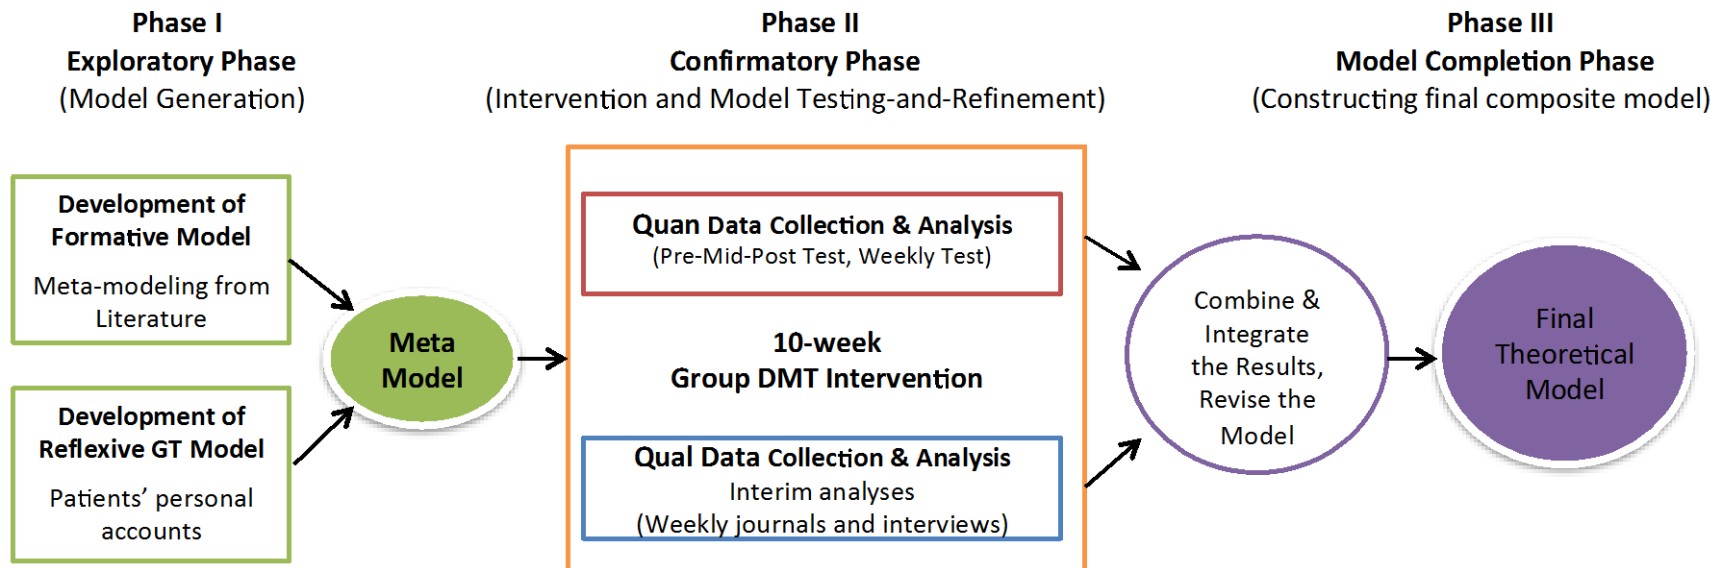 Phase I
Exploratory Phase
(Model Generation)
Phase II
Confirmatory Phase
(Intervention and Model Testing-and-Refinement)
Phase III
Model Completion Phase
(Constructing final composite model)
Development of
Formative Model
Meta-modeling from
Literature
Development of
Reflexive GT Model
Patients’ personal
accounts
Meta
Model
Quan Data Collection & Analysis
(Pre-Mid-Post Test, Weekly Test)
10-week
Group DMT Intervention
Qual Data Collection & Analysis
Interim analyses
(Weekly journals and interviews)
Combine &
Integrate
the Results,
Revise the
Model
Final
Theoretical
Model